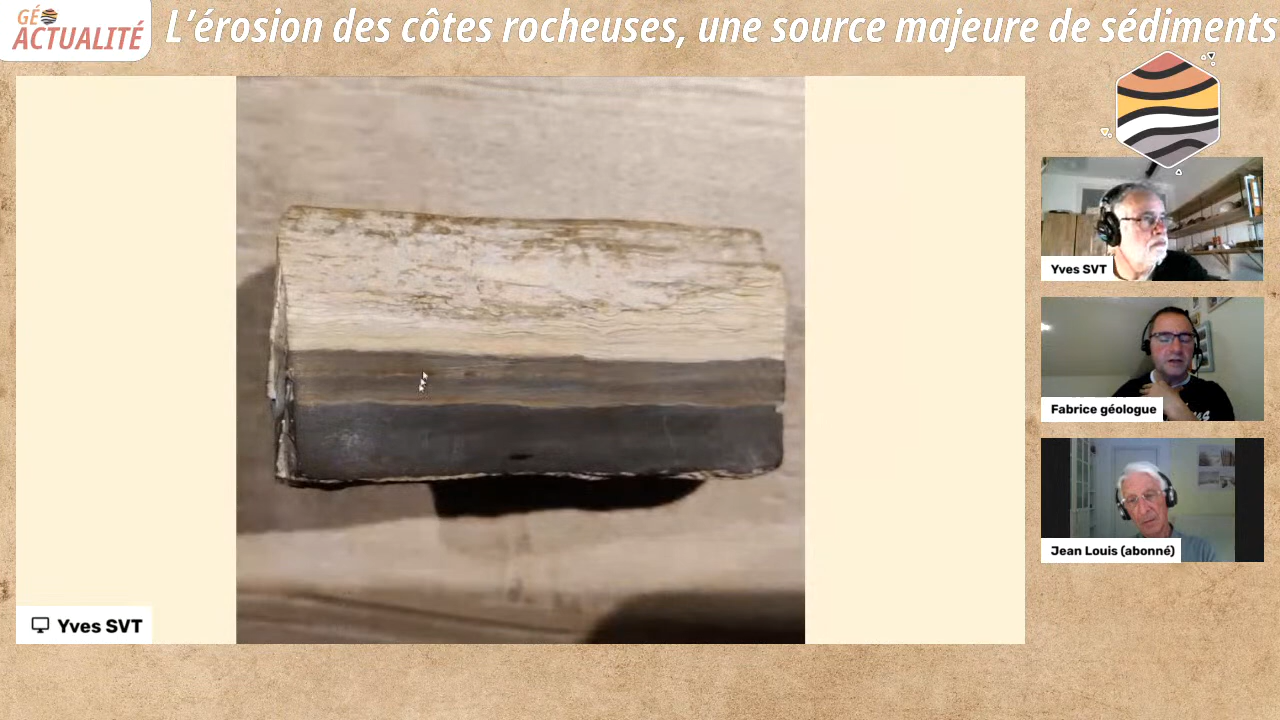 GÉ
ACTUALITÉ
L'érosion des côtes rocheuses, une source majeure de sédiments
Yves SVT
Fabrice géologue
Jean Louis (abonné)
Yves SVT